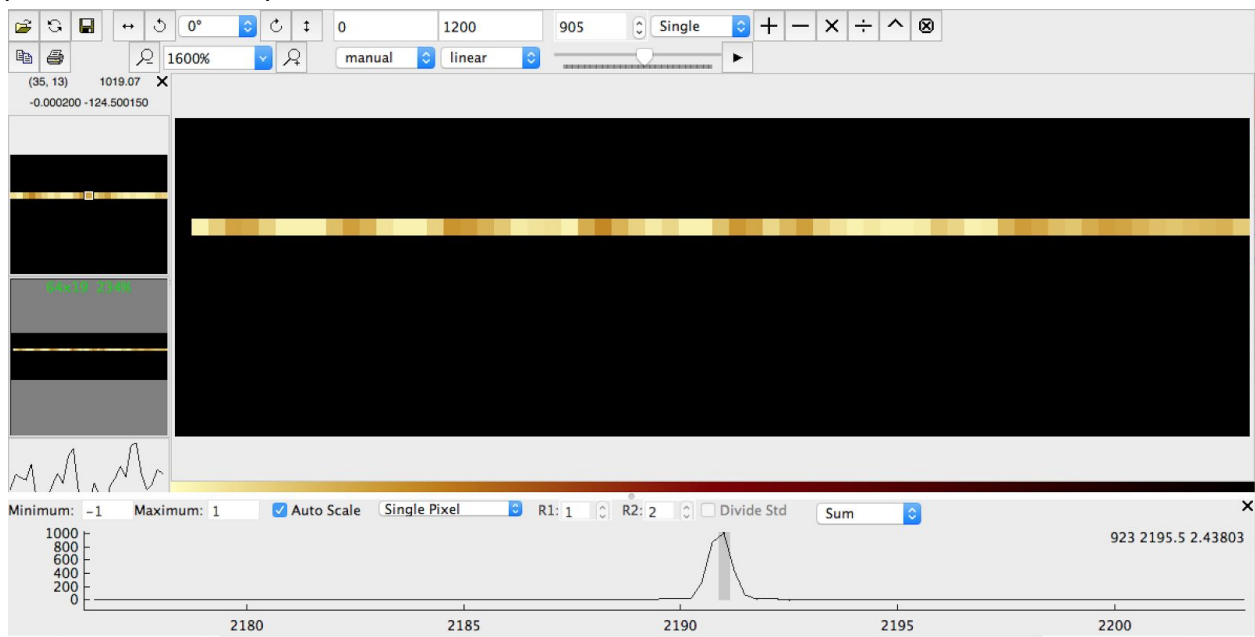 0° 0 1200 905 Single
1600% manual linear
(35, 13) 1019.07
-0.000200 -124.500150
64x19 234%
Minimum: -1 Maximum: 1 Auto Scale Single Pixel R1: 1 R2: 2 Divide Std Sum
923 2195.5 2.43803
1000
800
600
400
200
0
2180 2185 2190 2195 2200